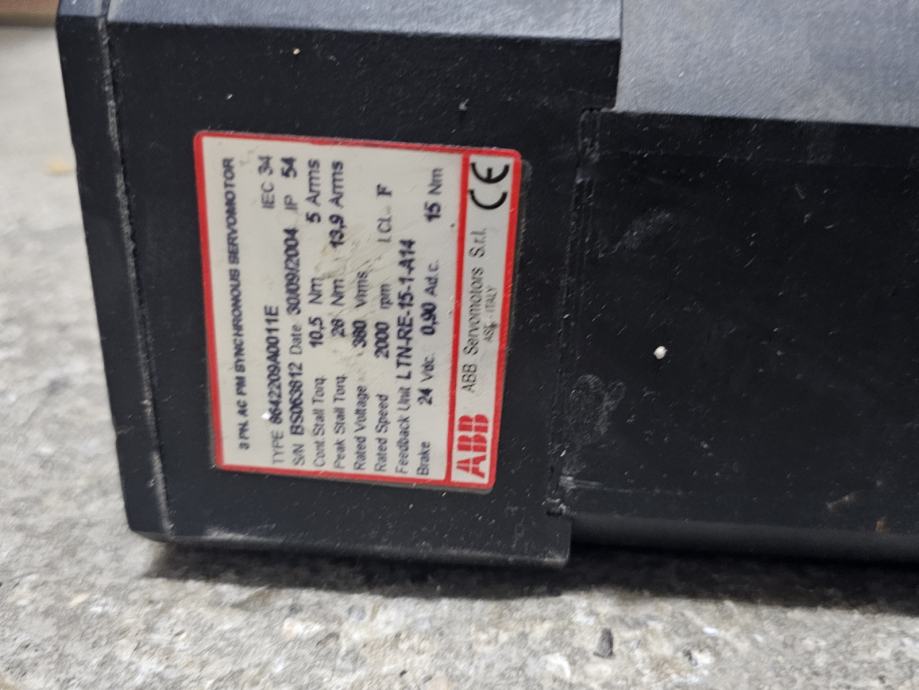 3 PH. AC PM SYNCHRONOUS SERVOMOTOR
TYPE 8642209A0011E IEC 34
S/N BS063812 Date 30/09/2004 IP 54
Cont Stall Torq. 10,5 Nm 5 Arms
Peak Stall Torq. 26 Nm 13,9 Arms
Rated Voltage 360 Vrms
Rated Speed 2000 rpm I.CL. F
Feedback Unit LTN-RE-15-1-A14
Brake 24 Vdc. 0,90 Ad.c. 15 Nm
ABB ABB Servomotors S.r.l. CE
ASTI - ITALY